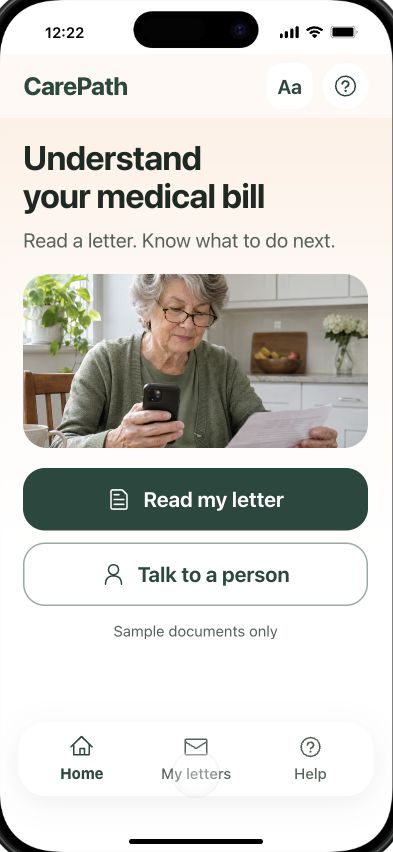 12:22
CarePath
Aa
Understand
your medical bill
Read a letter. Know what to do next.
Read my letter
Talk to a person
Sample documents only
Home
My letters
Help